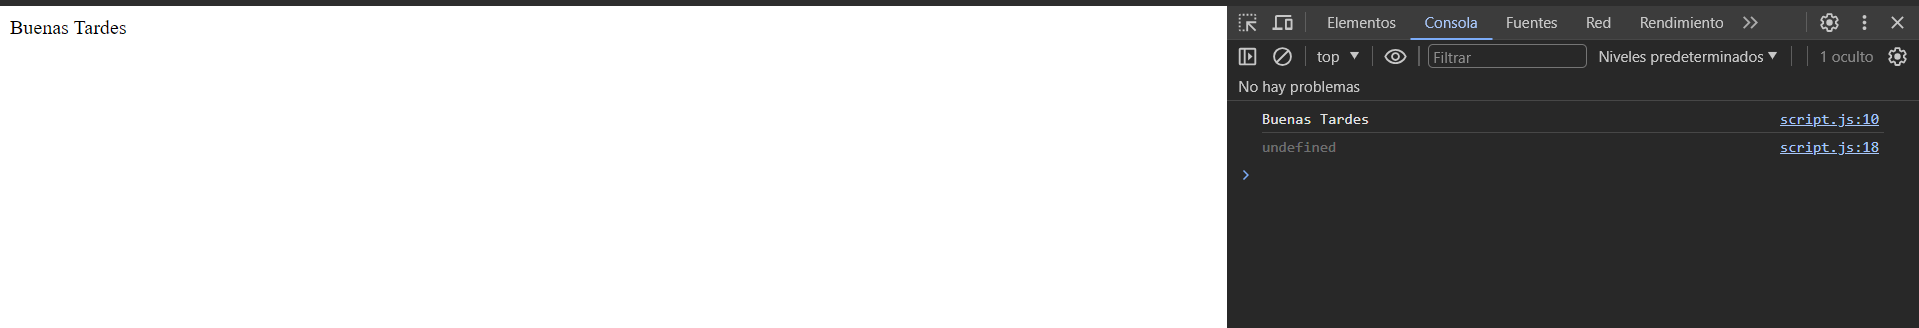 Buenas Tardes
Elementos Consola Fuentes Red Rendimiento
top Filtrar Niveles predeterminados 1 oculto
No hay problemas
Buenas Tardes script.js:10
undefined script.js:18